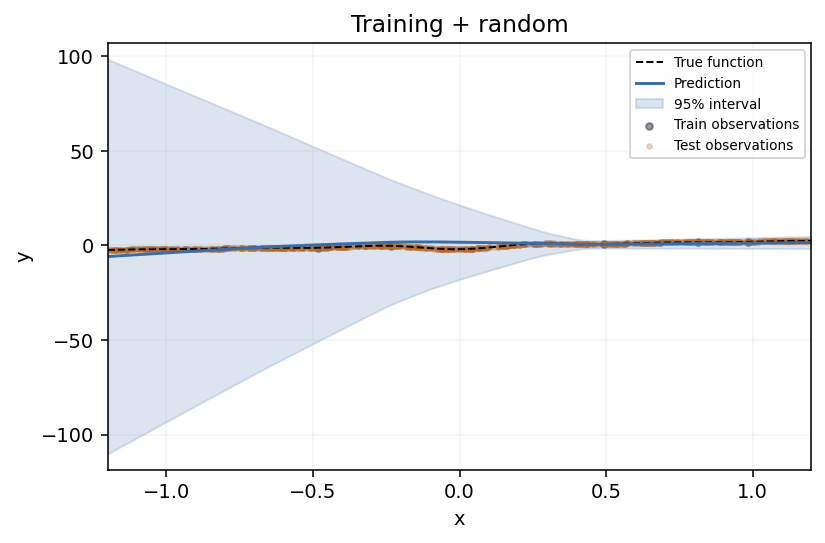 Training + random
100
50
0
−50
−100
y
True function
Prediction
95% interval
Train observations
Test observations
−1.0
−0.5
0.0
0.5
1.0
x